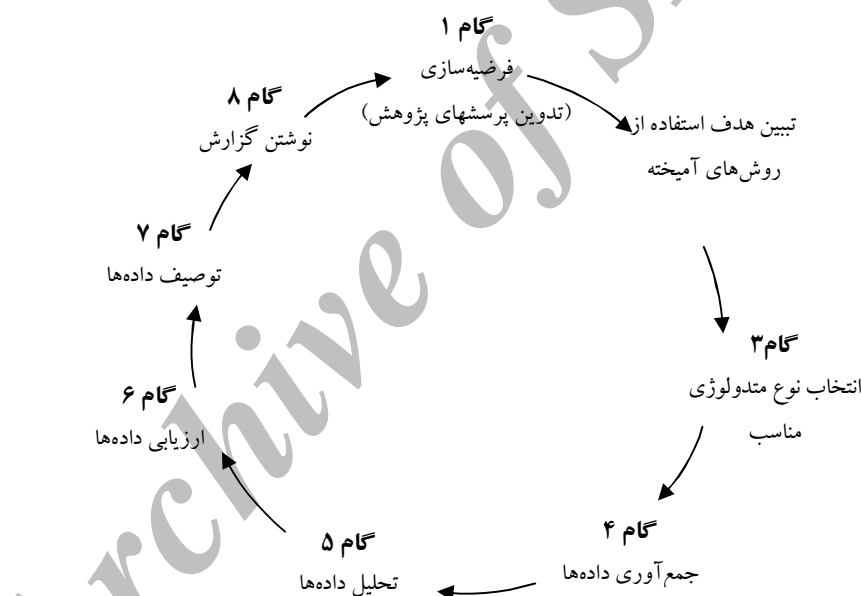 گام ۱
فرضیه‌سازی
(تدوین پرسشهای پژوهش)
تبیین هدف استفاده از
روش‌های آمیخته
گام۳
انتخاب نوع متدولوژی
مناسب
گام ۴
جمع‌آوری داده‌ها
گام ۵
تحلیل داده‌ها
گام ۶
ارزیابی داده‌ها
گام ۷
توصیف داده‌ها
گام ۸
نوشتن گزارش
rchive of S